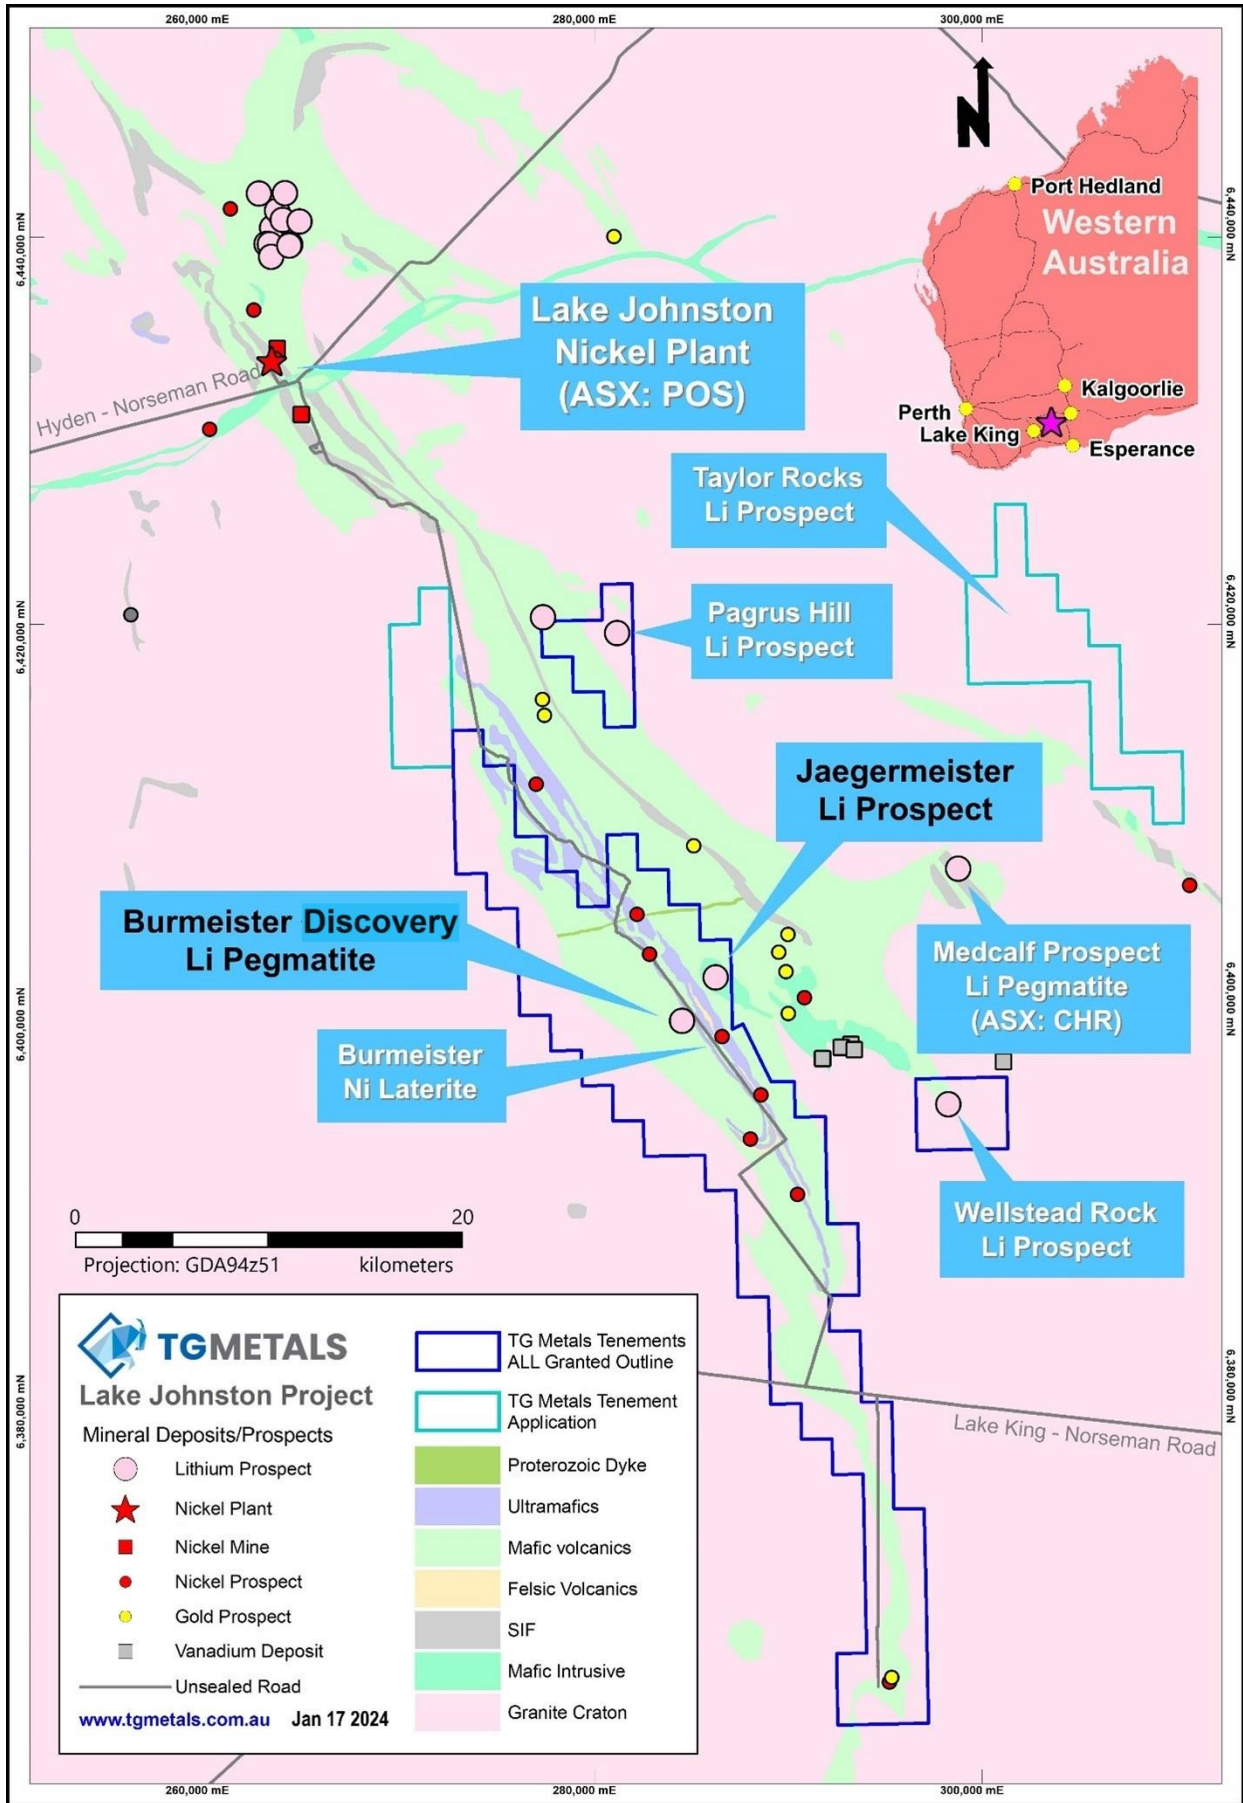 260,000 mE
280,000 mE
300,000 mE
N
Port Hedland
Western
Australia
Kalgoorlie
Perth
Lake King
Esperance
6,440,000 mN
6,440,000 mN
Lake Johnston
Nickel Plant
(ASX: POS)
Hyden - Norseman Road
Taylor Rocks
Li Prospect
Pagrus Hill
Li Prospect
6,420,000 mN
6,420,000 mN
Jaegermeister
Li Prospect
Burmeister Discovery
Li Pegmatite
Medcalf Prospect
Li Pegmatite
(ASX: CHR)
6,400,000 mN
6,400,000 mN
Burmeister
Ni Laterite
Wellstead Rock
Li Prospect
0
20
Projection: GDA94z51
kilometers
TGMETALS
Lake Johnston Project
Mineral Deposits/Prospects
Lithium Prospect
Nickel Plant
Nickel Mine
Nickel Prospect
Gold Prospect
Vanadium Deposit
Unsealed Road
www.tgmetals.com.au
Jan 17 2024
TG Metals Tenements
ALL Granted Outline
TG Metals Tenement
Application
Proterozoic Dyke
Ultramafics
Mafic volcanics
Felsic Volcanics
SIF
Mafic Intrusive
Granite Craton
6,380,000 mN
6,380,000 mN
Lake King - Norseman Road
260,000 mE
280,000 mE
300,000 mE